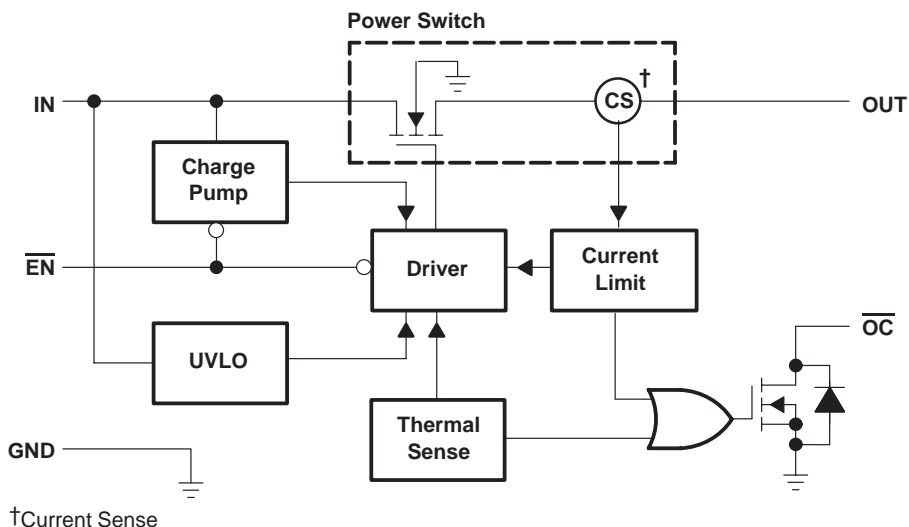 Power Switch
†
IN
CS
OUT
Charge
Pump
EN
Driver
Current
Limit
OC
UVLO
Thermal
Sense
GND
†Current Sense